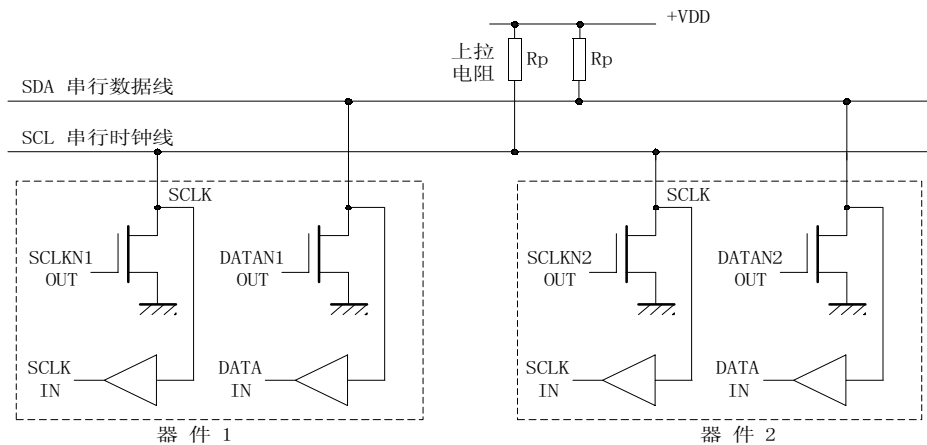 +VDD
上拉
电阻
Rp
Rp
SDA 串行数据线
SCL 串行时钟线
SCLK
SCLKN1
OUT
DATAN1
OUT
SCLK
IN
DATA
IN
器 件 1
SCLK
SCLKN2
OUT
DATAN2
OUT
SCLK
IN
DATA
IN
器 件 2